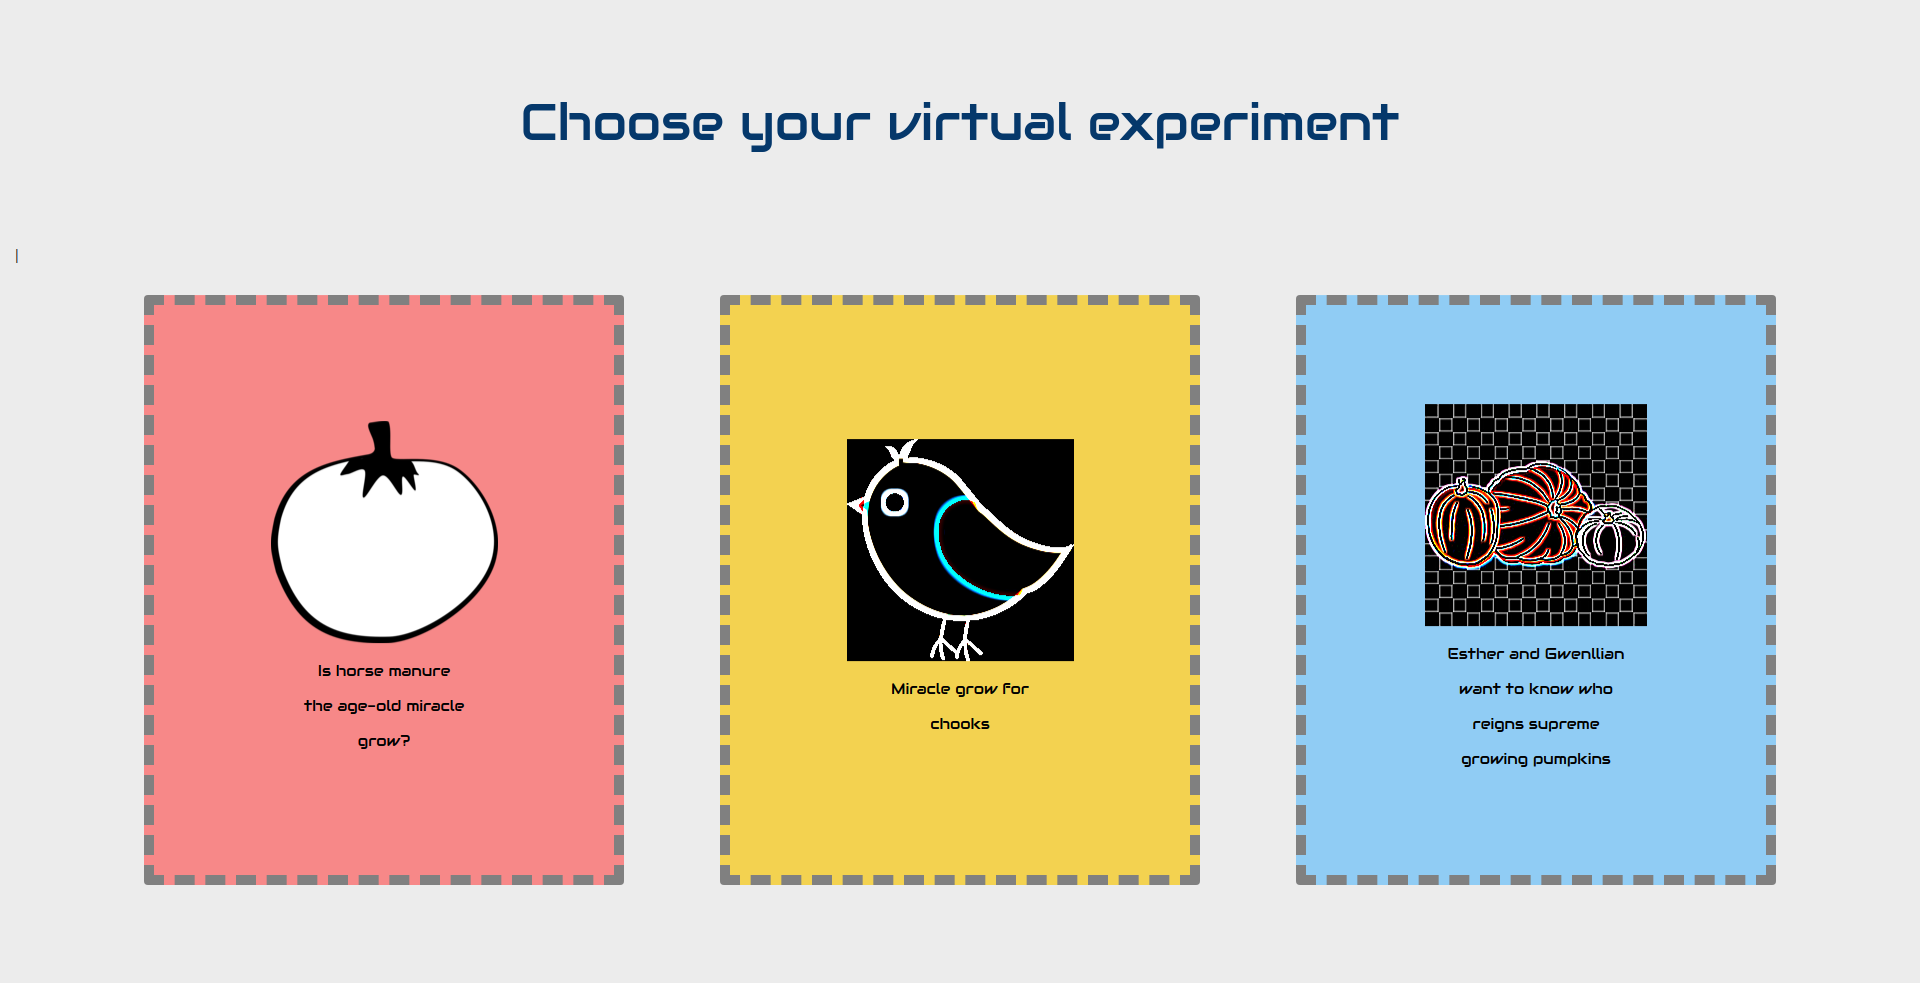 Choose your virtual experiment
Is horse manure
the age-old miracle
grow?
Miracle grow for
chooks
Esther and Gwenllian
want to know who
reigns supreme
growing pumpkins